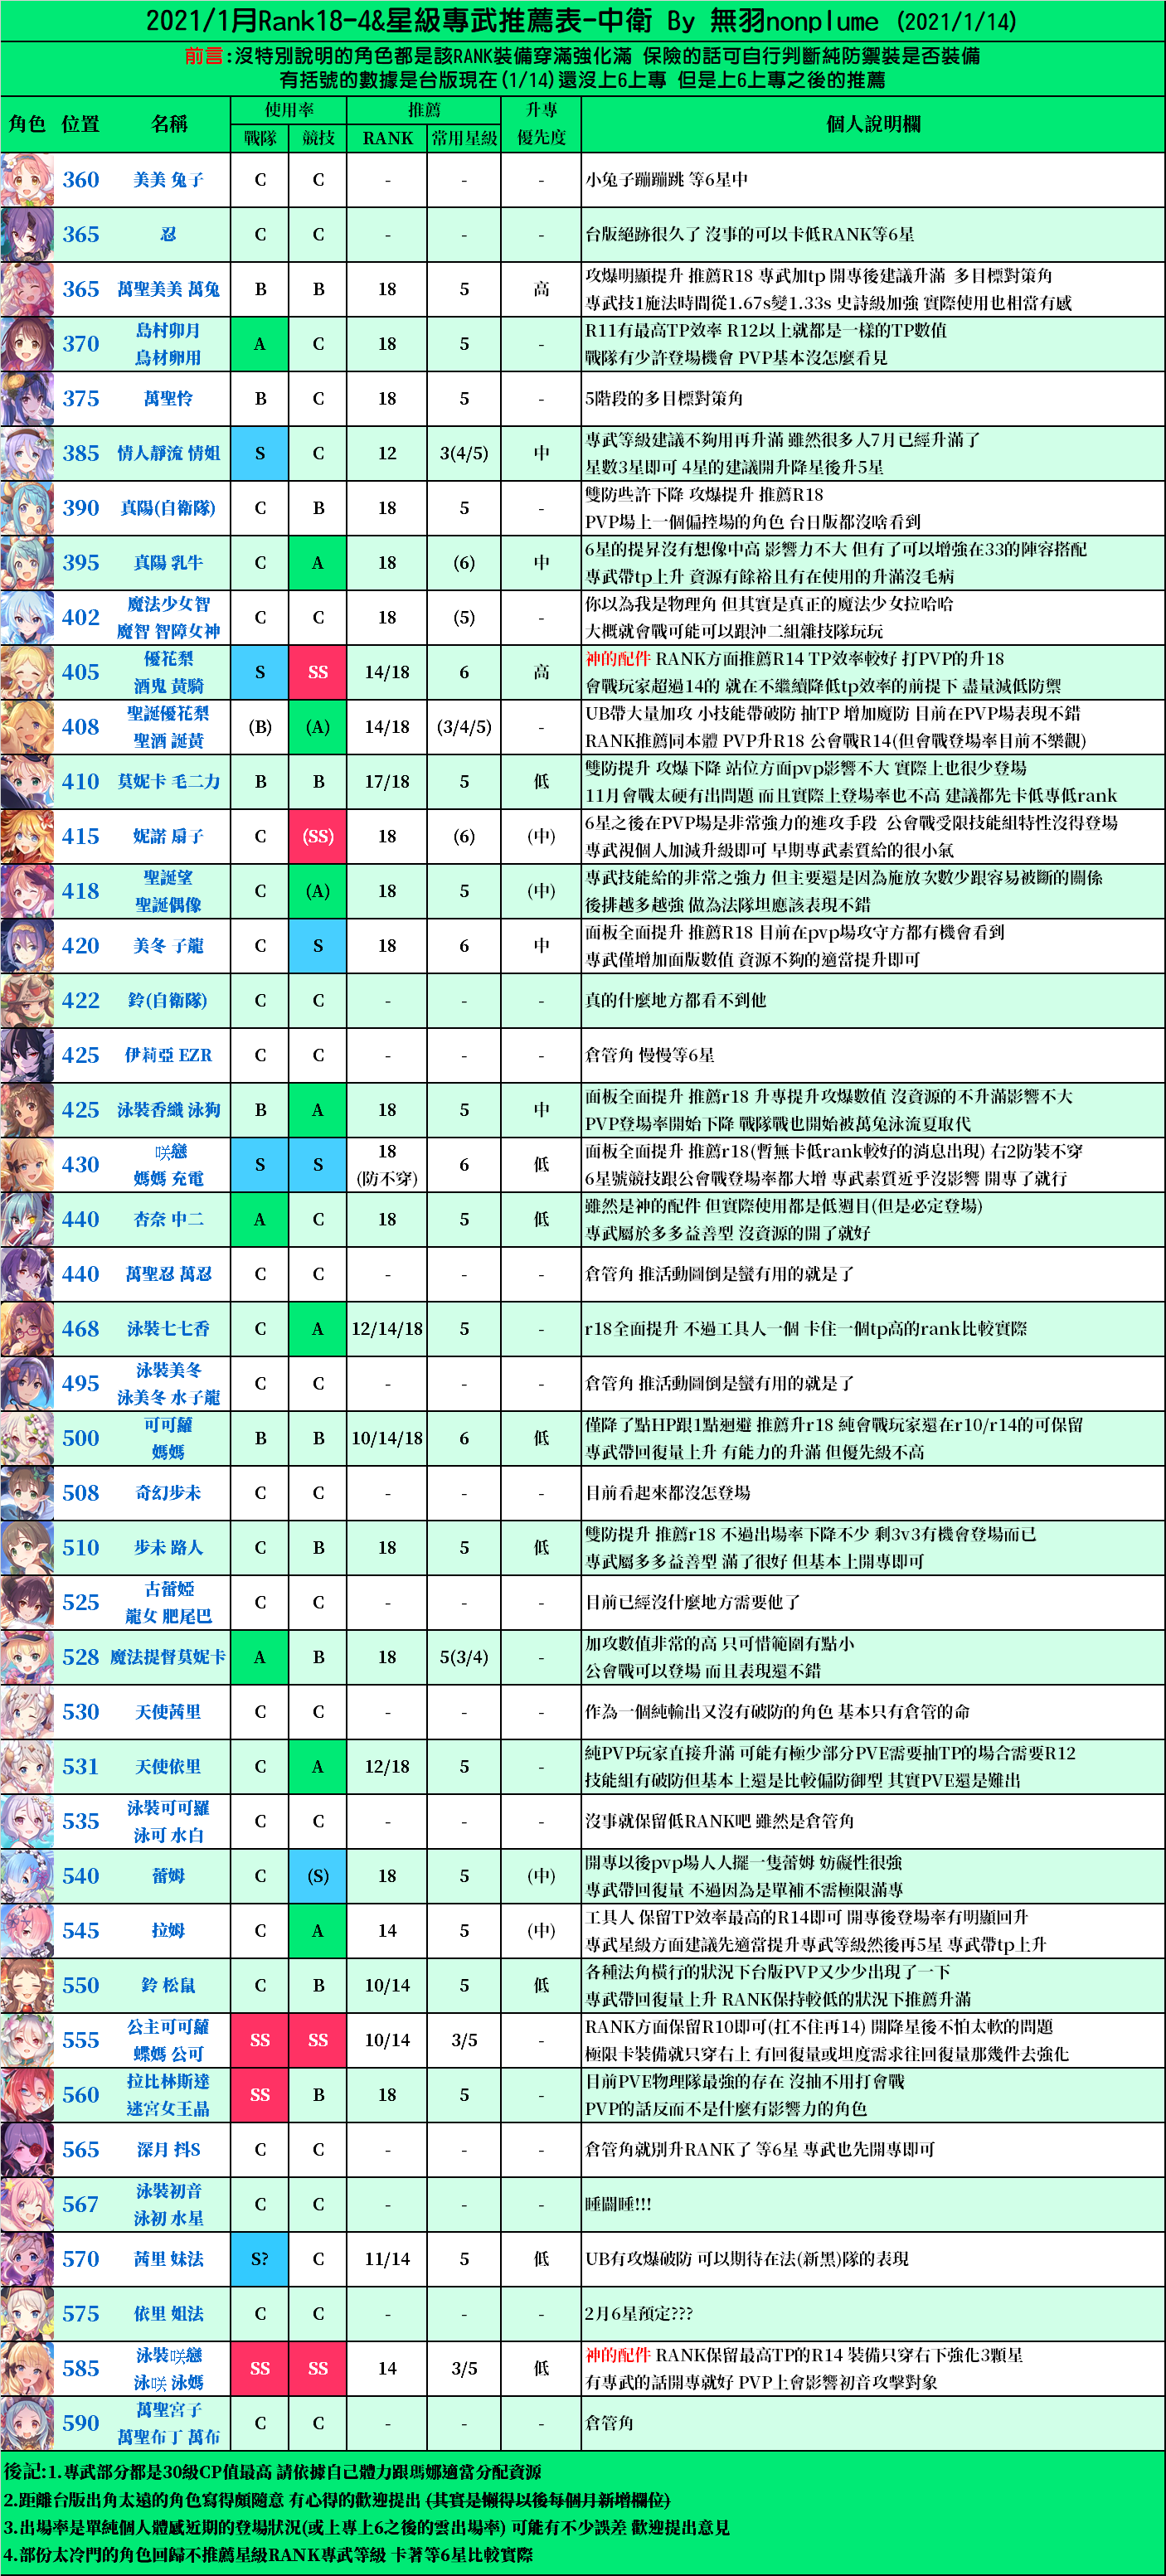 2021/1月Rank18-4&星級專武推薦表-中衛 By 無羽nonplume (2021/1/14)
前言:沒特別說明的角色都是該RANK裝備穿滿強化滿 保險的話可自行判斷純防禦裝是否裝備
有括號的數據是台版現在(1/14)還沒上6上專 但是上6上專之後的推薦
角色 位置 名稱 使用率 推薦 升專 個人說明欄
戰隊 競技 RANK 常用星級 優先度
360 美美 兔子 C C - - - 小兔子蹦蹦跳 等6星中
365 忍 C C - - - 台版絕跡很久了 沒事的可以卡低RANK等6星
365 萬聖美美 萬兔 B B 18 5 高 攻爆明顯提升 推薦R18 專武加tp 開專後建議升滿 多目標對策角
專武技1施法時間從1.67s變1.33s 史詩級加強 實際使用也相當有感
370 島村卯月 A C 18 5 - R11有最高TP效率 R12以上就都是一樣的TP數值
鳥材卵用 戰隊有少許登場機會 PVP基本沒怎麼看見
375 萬聖怜 B C 18 5 - 5階段的多目標對策角
385 情人靜流 情姐 S C 12 3(4/5) 中 專武等級建議不夠用再升滿 雖然很多人7月已經升滿了
星數3星即可 4星的建議開升降星後升5星
390 真陽(自衛隊) C B 18 5 - 雙防些許下降 攻爆提升 推薦R18
PVP場上一個偏控場的角色 台日版都沒啥看到
395 真陽 乳牛 C A 18 (6) 中 6星的提昇沒有想像中高 影響力不大 但有了可以增強在33的陣容搭配
專武帶tp上升 資源有餘裕且有在使用的升滿沒毛病
402 魔法少女智 C C 18 (5) - 你以為我是物理角 但其實是真正的魔法少女拉哈哈
魔智 智障女神 大概就會戰可能可以跟沖二組雜技隊玩玩
405 優花梨 S SS 14/18 6 高 神的配件 RANK方面推薦R14 TP效率較好 打PVP的升18
酒鬼 黃騎 會戰玩家超過14的 就在不繼續降低tp效率的前提下 盡量減低防禦
408 聖誕優花梨 (B) (A) 14/18 (3/4/5) - UB帶大量加攻 小技能帶破防 抽TP 增加魔防 目前在PVP場表現不錯
聖酒 誕黃 RANK推薦同本體 PVP升R18 公會戰R14(但會戰登場率目前不樂觀)
410 莫妮卡 毛二力 B B 17/18 5 低 雙防提升 攻爆下降 站位方面pvp影響不大 實際上也很少登場
11月會戰太硬有出問題 而且實際上登場率也不高 建議都先卡低專低rank
415 妮諾 扇子 C (SS) 18 (6) (中) 6星之後在PVP場是非常強力的進攻手段 公會戰受限技能組特性沒得登場
專武視個人加減升級即可 早期專武素質給的很小氣
418 聖誕望 C (A) 18 5 (中) 專武技能給的非常之強力 但主要還是因為施放次數少跟容易被斷的關係
聖誕偶像 後排越多越強 做為法隊坦應該表現不錯
420 美冬 子龍 C S 18 6 中 面板全面提升 推薦R18 目前在pvp場攻守方都有機會看到
專武僅增加面版數值 資源不夠的適當提升即可
422 鈴(自衛隊) C C - - - 真的什麼地方都看不到他
425 伊莉亞 EZR C C - - - 倉管角 慢慢等6星
425 泳裝香織 泳狗 B A 18 5 中 面板全面提升 推薦r18 升專提升攻爆數值 沒資源的不升滿影響不大
PVP登場率開始下降 戰隊戰也開始被萬兔泳流夏取代
430 咲戀 S S 18 6 低 面板全面提升 推薦r18(暫無卡低rank較好的消息出現) 右2防裝不穿
媽媽 充電 (防不穿) 6星號競技跟公會戰登場率都大增 專武素質近乎沒影響 開專了就行
440 杏奈 中二 A C 18 5 低 雖然是神的配件 但實際使用都是低週目(但是必定登場)
專武屬於多多益善型 沒資源的開了就好
440 萬聖忍 萬忍 C C - - - 倉管角 推活動圖倒是蠻有用的就是了
468 泳裝七七香 C A 12/14/18 5 - r18全面提升 不過工具人一個 卡住一個tp高的rank比較實際
495 泳裝美冬 C C - - - 倉管角 推活動圖倒是蠻有用的就是了
泳美冬 水子龍
500 可可蘿 B B 10/14/18 6 低 僅降了點HP跟1點迴避 推薦升r18 純會戰玩家還在r10/r14的可保留
媽媽 專武帶回復量上升 有能力的升滿 但優先級不高
508 奇幻步未 C C - - - 目前看起來都沒怎登場
510 步未 路人 C B 18 5 低 雙防提升 推薦r18 不過出場率下降不少 剩3v3有機會登場而已
專武屬多多益善型 滿了很好 但基本上開專即可
525 古蕾婭 C C - - - 目前已經沒什麼地方需要他了
龍女 肥尾巴
528 魔法提督莫妮卡 A B 18 5(3/4) - 加攻數值非常的高 只可惜範圍有點小
公會戰可以登場 而且表現還不錯
530 天使茜里 C C - - - 作為一個純輸出又沒有破防的角色 基本只有倉管的命
531 天使依里 C A 12/18 5 - 純PVP玩家直接升滿 可能有極少部分PVE需要抽TP的場合需要R12
技能組有破防但基本上還是比較偏防御型 其實PVE還是難出
535 泳裝可可蘿 C C - - - 沒事就保留低RANK吧 雖然是倉管角
泳可 水白
540 蕾姆 C (S) 18 5 (中) 開專以後pvp場人人擺一隻蕾姆 妨礙性很強
專武帶回復量 不過因為是單補不需極限滿專
545 拉姆 C A 14 5 (中) 工具人 保留TP效率最高的R14即可 開專後登場率有明顯回升
專武星級方面建議先適當提升專武等級然後再5星 專武帶tp上升
550 鈴 松鼠 C B 10/14 5 低 各種法角橫行的狀況下台版PVP又少少出現了一下
專武帶回復量上升 RANK保持較低的狀況下推薦升滿
555 公主可可蘿 SS SS 10/14 3/5 - RANK方面保留R10即可(扛不住再14) 開降星後不怕太軟的問題
蝶媽 公可 極限卡裝備就只穿右上 有回復量或坦度需求往回復量那幾件去強化
560 拉比林斯達 SS B 18 5 - 目前PVE物理隊最強的存在 沒抽不用打會戰
迷宮女王晶 PVP的話反而不是什麼有影響力的角色
565 深月 抖S C C - - - 倉管角就別升RANK了 等6星 專武也先開專即可
567 泳裝初音 C C - - - 睡鬪睡!!!
泳初 水星
570 茜里 妹法 S? C 11/14 5 低 UB有攻爆破防 可以期待在法(新黑)隊的表現
575 依里 姐法 C C - - - 2月6星預定???
585 泳裝咲戀 SS SS 14 3/5 低 神的配件 RANK保留最高TP的R14 裝備只穿右下強化3顆星
泳咲 泳媽 有專武的話開專就好 PVP上會影響初音攻擊對象
590 萬聖宮子 C C - - - 倉管角
萬聖布丁 萬布
後記:1.專武部分都是30級CP值最高 請依據自己體力跟瑪娜適當分配資源
2.距離台版出角太遠的角色寫得頗隨意 有心得的歡迎提出 (其實是懶得以後每個月新增欄位)
3.出場率是單純個人體感近期的登場狀況(或上專上6之後的雲出場率) 可能有不少誤差 歡迎提出意見
4.部份太冷門的角色回歸不推薦星級RANK專武等級 卡著等6星比較實際